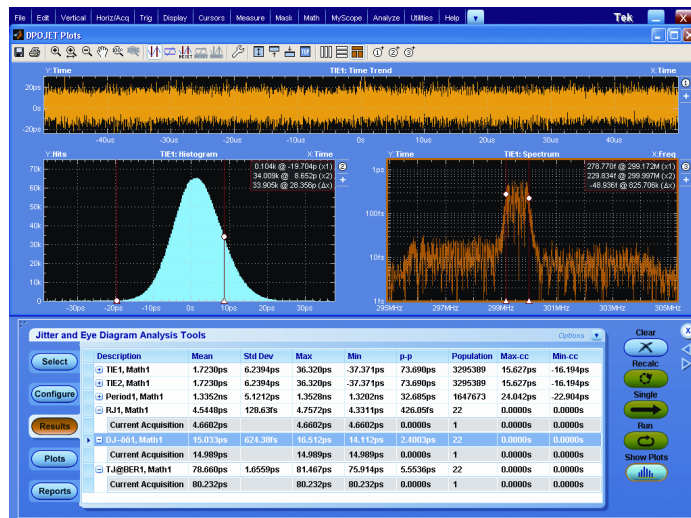 File Edit Vertical Horiz/Acq Trig Display Cursors Measure Mask Math MyScope Analyze Utilities Help Tek
DPOJET Plots
Y:Time TIE1: Time Trend X:Time
20ps
0s
-20ps
-40us -30us -20us -10us 0s 10us 20us 30us 40us
Y:Hits TIE1: Histogram X:Time
0.104k @ -19.704p (x1)
34.009k @ 8.652p (x2)
33.905k @ 28.356p (Δx)
70k
60k
50k
40k
30k
20k
10k
0
-30ps -20ps -10ps 0s 10ps 20ps 30ps
Y:Time TIE1: Spectrum X:Freq
278.770f @ 299.172M (x1)
229.834f @ 299.997M (x2)
-48.936f @ 825.706k (Δx)
1ps
100fs
10fs
1fs
295MHz 297MHz 299MHz 301MHz 303MHz 305MHz
1
2
3
Jitter and Eye Diagram Analysis Tools Options
Select
Configure
Results
Plots
Reports
Description Mean Std Dev Max Min p-p Population Max-cc Min-cc
TIE1, Math1 1.7230ps 6.2394ps 36.320ps -37.371ps 73.690ps 3295389 15.627ps -16.194ps
TIE2, Math1 1.7230ps 6.2394ps 36.320ps -37.371ps 73.690ps 3295389 15.627ps -16.194ps
Period1, Math1 1.3352ns 5.1212ps 1.3528ns 1.3202ns 32.685ps 1647673 24.042ps -22.904ps
RJ1, Math1 4.5448ps 128.63fs 4.7572ps 4.3311ps 426.05fs 22 0.0000s 0.0000s
Current Acquisition 4.6602ps 4.6602ps 4.6602ps 0.0000s 1 0.0000s 0.0000s
DJ–δδ1, Math1 15.033ps 624.38fs 16.512ps 14.112ps 2.4003ps 22 0.0000s 0.0000s
Current Acquisition 14.989ps 14.989ps 14.989ps 0.0000s 1 0.0000s 0.0000s
TJ@BER1, Math1 78.660ps 1.6559ps 81.467ps 75.914ps 5.5536ps 22 0.0000s 0.0000s
Current Acquisition 80.232ps 80.232ps 80.232ps 0.0000s 1 0.0000s 0.0000s
Clear
Recalc
Single
Run
Show Plots